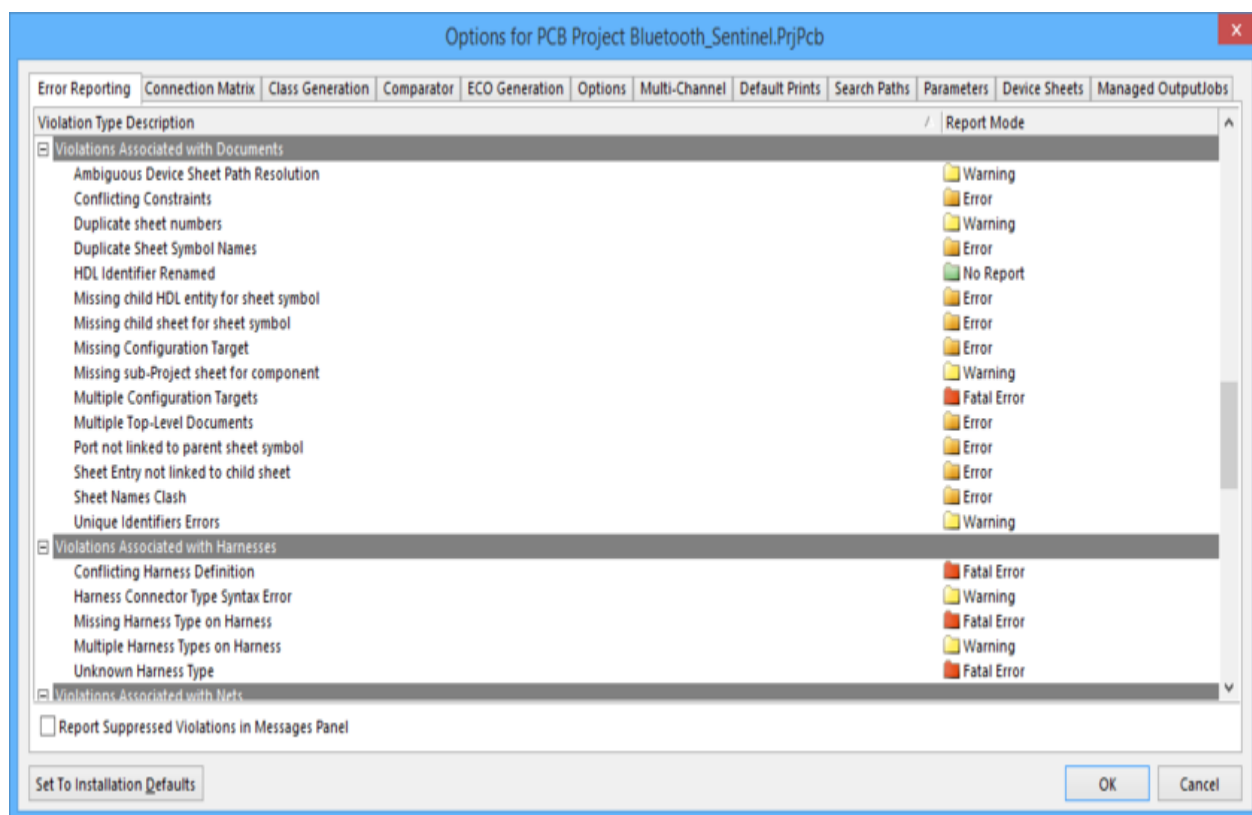 Options for PCB Project Bluetooth_Sentinel.PrjPcb
x
Error Reporting Connection Matrix Class Generation Comparator ECO Generation Options Multi-Channel Default Prints Search Paths Parameters Device Sheets Managed OutputJobs
Violation Type Description / Report Mode
Violations Associated with Documents
Ambiguous Device Sheet Path Resolution Warning
Conflicting Constraints Error
Duplicate sheet numbers Warning
Duplicate Sheet Symbol Names Error
HDL Identifier Renamed No Report
Missing child HDL entity for sheet symbol Error
Missing child sheet for sheet symbol Error
Missing Configuration Target Error
Missing sub-Project sheet for component Warning
Multiple Configuration Targets Fatal Error
Multiple Top-Level Documents Error
Port not linked to parent sheet symbol Error
Sheet Entry not linked to child sheet Error
Sheet Names Clash Error
Unique Identifiers Errors Warning
Violations Associated with Harnesses
Conflicting Harness Definition Fatal Error
Harness Connector Type Syntax Error Warning
Missing Harness Type on Harness Fatal Error
Multiple Harness Types on Harness Warning
Unknown Harness Type Fatal Error
Violations Associated with Nets
Report Suppressed Violations in Messages Panel
Set To Installation Defaults OK Cancel